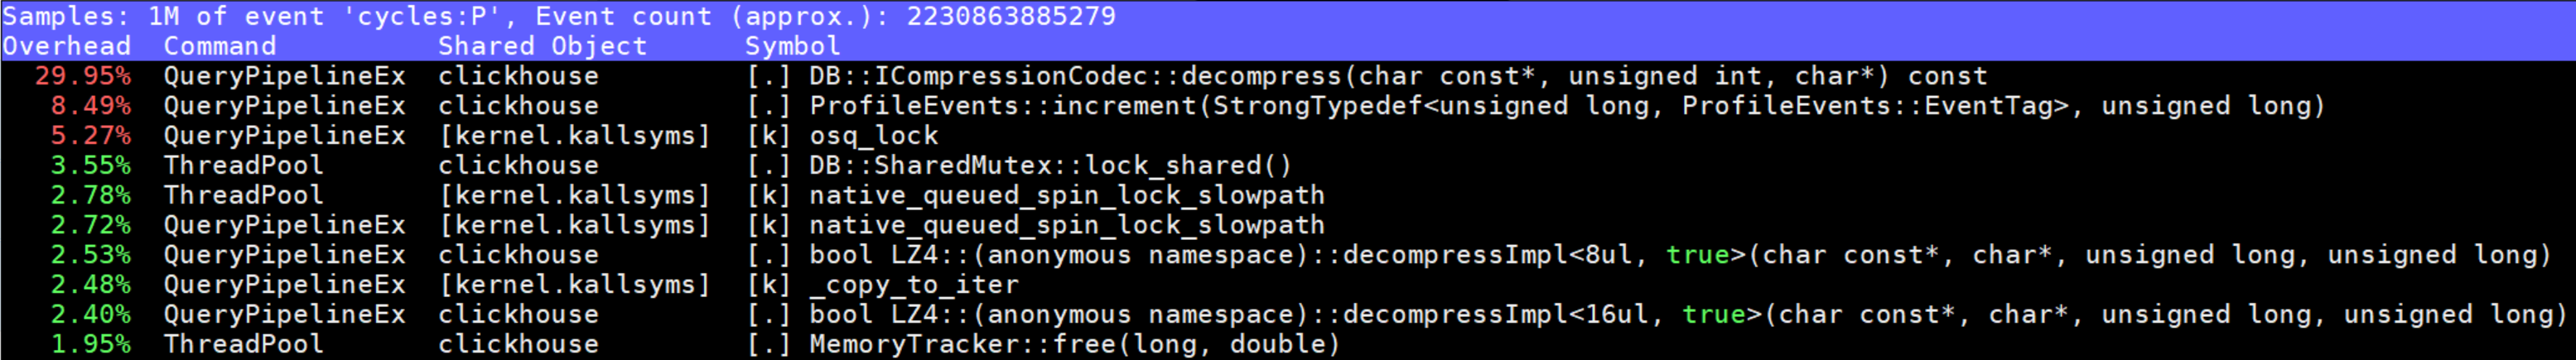 Samples: 1M of event 'cycles:P', Event count (approx.): 2230863885279
Overhead  Command           Shared Object       Symbol
  29.95%  QueryPipelineEx  clickhouse         [.] DB::ICompressionCodec::decompress(char const*, unsigned int, char*) const
   8.49%  QueryPipelineEx  clickhouse         [.] ProfileEvents::increment(StrongTypedef<unsigned long, ProfileEvents::EventTag>, unsigned long)
   5.27%  QueryPipelineEx  [kernel.kallsyms]  [k] osq_lock
   3.55%  ThreadPool       clickhouse         [.] DB::SharedMutex::lock_shared()
   2.78%  ThreadPool       [kernel.kallsyms]  [k] native_queued_spin_lock_slowpath
   2.72%  QueryPipelineEx  [kernel.kallsyms]  [k] native_queued_spin_lock_slowpath
   2.53%  QueryPipelineEx  clickhouse         [.] bool LZ4::(anonymous namespace)::decompressImpl<8ul, true>(char const*, char*, unsigned long, unsigned long)
   2.48%  QueryPipelineEx  [kernel.kallsyms]  [k] _copy_to_iter
   2.40%  QueryPipelineEx  clickhouse         [.] bool LZ4::(anonymous namespace)::decompressImpl<16ul, true>(char const*, char*, unsigned long, unsigned long)
   1.95%  ThreadPool       clickhouse         [.] MemoryTracker::free(long, double)